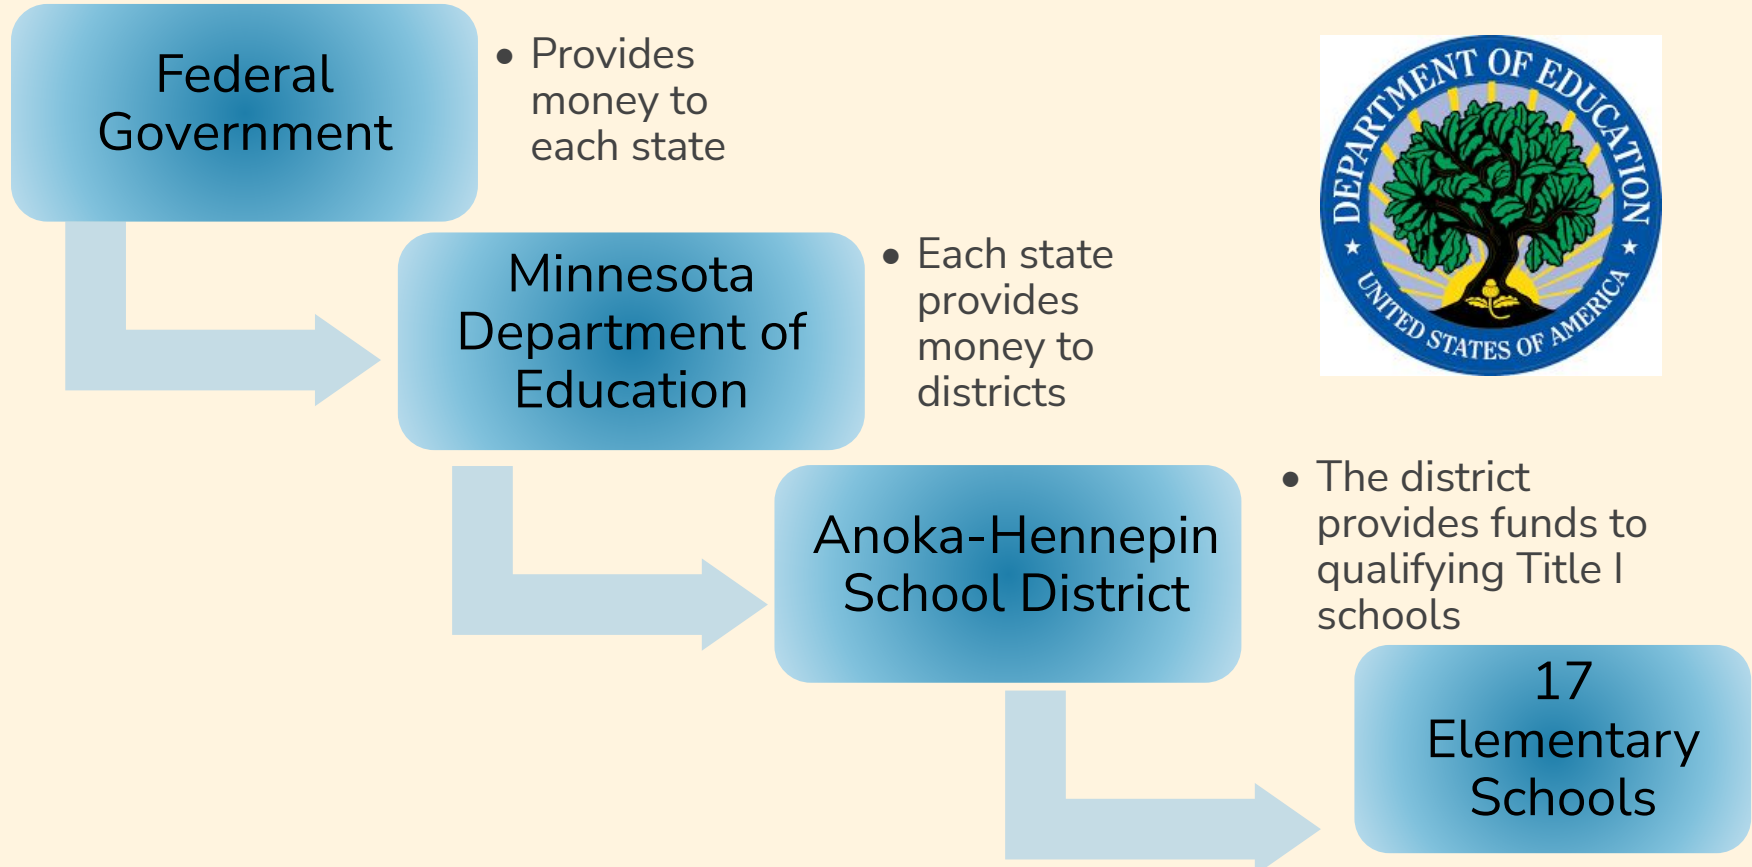 Federal
Government
• Provides
money to
each state
DEPARTMENT OF EDUCATION
★ UNITED STATES OF AMERICA ★
Minnesota
Department of
Education
• Each state
provides
money to
districts
Anoka-Hennepin
School District
• The district
provides funds to
qualifying Title I
schools
17
Elementary
Schools